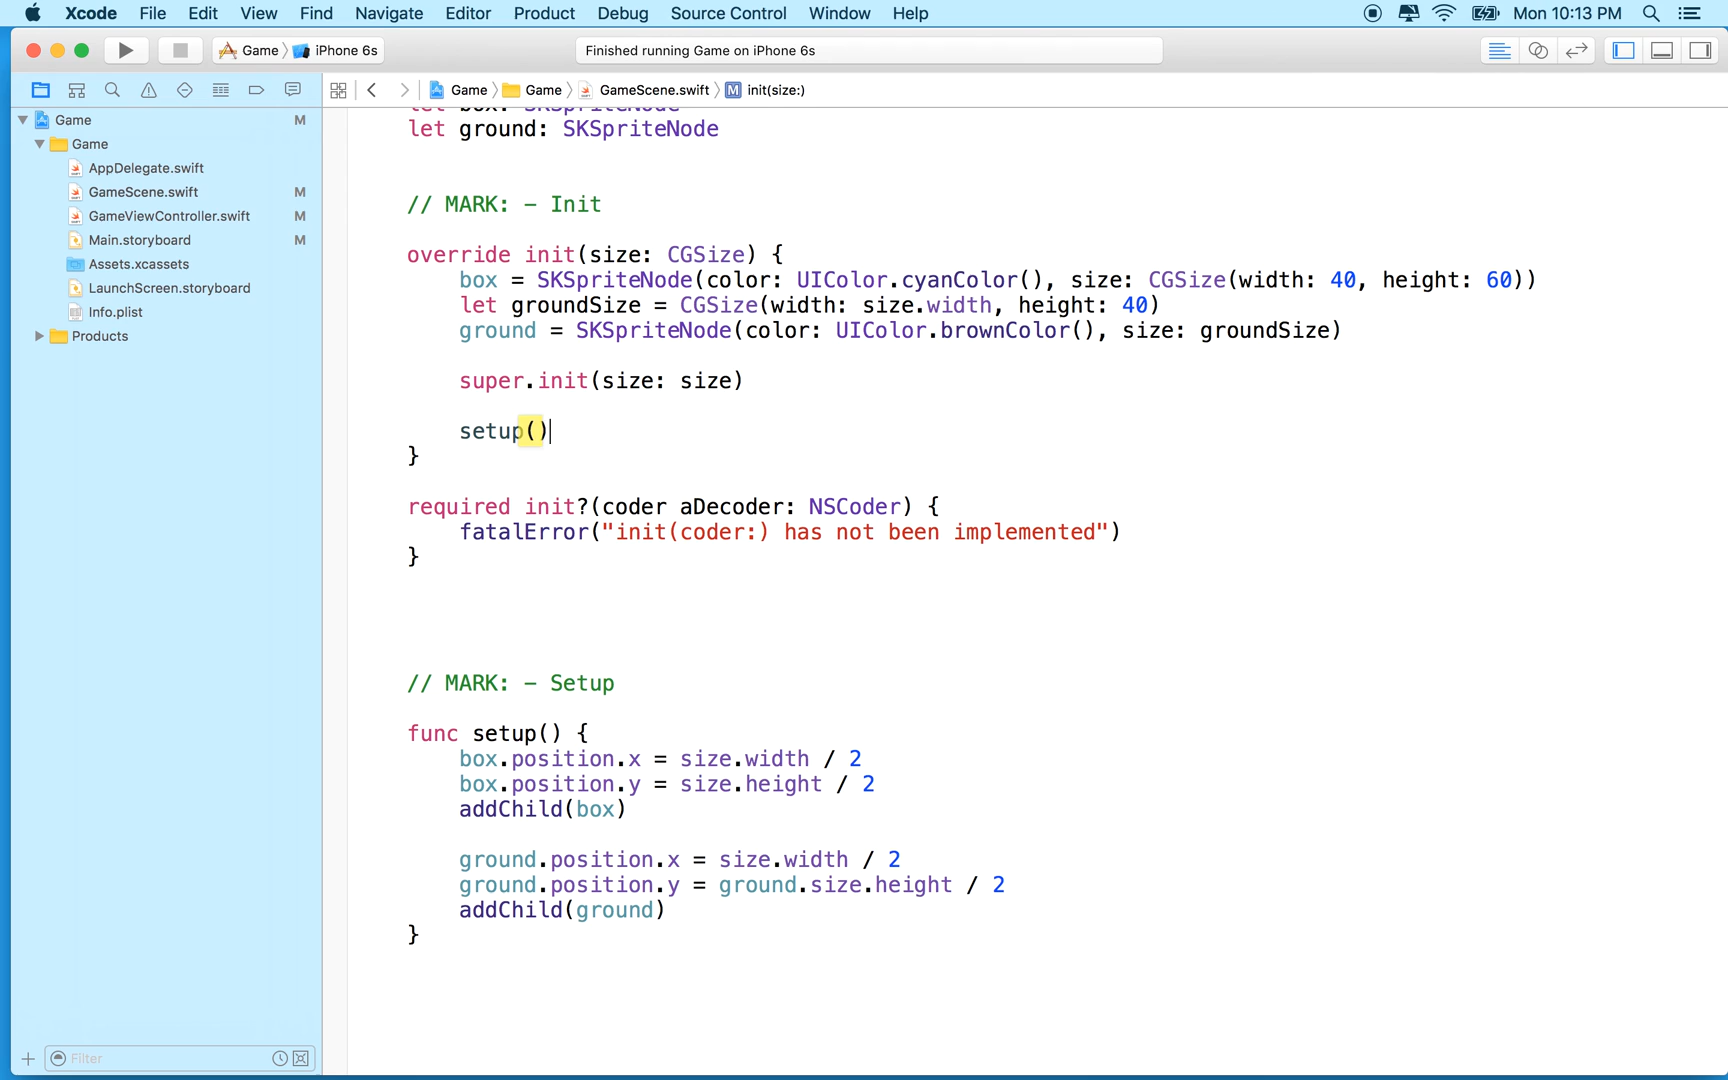 Xcode File Edit View Find Navigate Editor Product Debug Source Control Window Help Mon 10:13 PM
Game iPhone 6s Finished running Game on iPhone 6s
Game Game GameScene.swift M init(size:)
Game M
Game
AppDelegate.swift
GameScene.swift M
GameViewController.swift M
Main.storyboard M
Assets.xcassets
LaunchScreen.storyboard
Info.plist
Products
Filter
let box: SKSpriteNode
let ground: SKSpriteNode
// MARK: - Init
override init(size: CGSize) {
box = SKSpriteNode(color: UIColor.cyanColor(), size: CGSize(width: 40, height: 60))
let groundSize = CGSize(width: size.width, height: 40)
ground = SKSpriteNode(color: UIColor.brownColor(), size: groundSize)
super.init(size: size)
setup()
}
required init?(coder aDecoder: NSCoder) {
fatalError("init(coder:) has not been implemented")
}
// MARK: - Setup
func setup() {
box.position.x = size.width / 2
box.position.y = size.height / 2
addChild(box)
ground.position.x = size.width / 2
ground.position.y = ground.size.height / 2
addChild(ground)
}